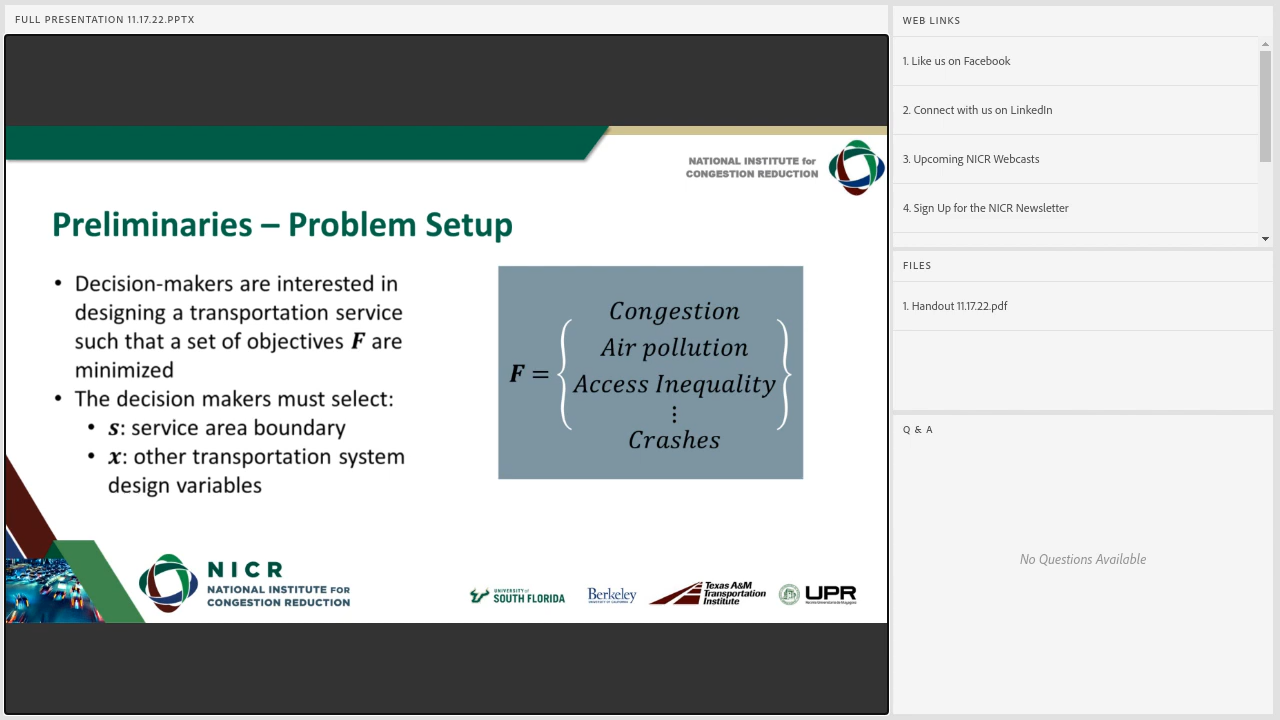 FULL PRESENTATION 11.17.22.PPTX
NATIONAL INSTITUTE for
CONGESTION REDUCTION
Preliminaries – Problem Setup
• Decision-makers are interested in
designing a transportation service
such that a set of objectives F are
minimized
• The decision makers must select:
• s: service area boundary
• x: other transportation system
design variables
Congestion
Air pollution
F =
Access Inequality
⋮
Crashes
NICR
NATIONAL INSTITUTE FOR
CONGESTION REDUCTION
UNIVERSITY of
SOUTH FLORIDA
Berkeley
UNIVERSITY OF CALIFORNIA
Texas A&M
Transportation
Institute
UPR
WEB LINKS
1. Like us on Facebook
2. Connect with us on LinkedIn
3. Upcoming NICR Webcasts
4. Sign Up for the NICR Newsletter
FILES
1. Handout 11.17.22.pdf
Q & A
No Questions Available